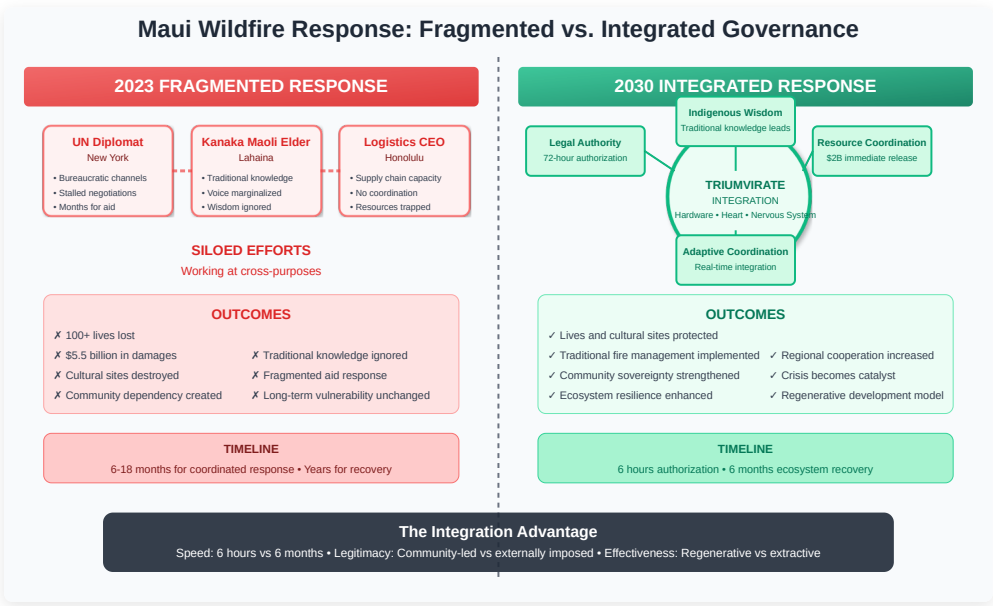 Maui Wildfire Response: Fragmented vs. Integrated Governance
2023 FRAGMENTED RESPONSE
UN Diplomat
New York
• Bureaucratic channels
• Stalled negotiations
• Months for aid
Kanaka Maoli Elder
Lahaina
• Traditional knowledge
• Voice marginalized
• Wisdom ignored
Logistics CEO
Honolulu
• Supply chain capacity
• No coordination
• Resources trapped
SILOED EFFORTS
Working at cross-purposes
OUTCOMES
✗ 100+ lives lost
✗ $5.5 billion in damages
✗ Cultural sites destroyed
✗ Community dependency created
✗ Traditional knowledge ignored
✗ Fragmented aid response
✗ Long-term vulnerability unchanged
TIMELINE
6-18 months for coordinated response • Years for recovery
2030 INTEGRATED RESPONSE
Indigenous Wisdom
Traditional knowledge leads
Legal Authority
72-hour authorization
Resource Coordination
$2B immediate release
TRIUMVIRATE
INTEGRATION
Hardware • Heart • Nervous System
Adaptive Coordination
Real-time integration
OUTCOMES
✓ Lives and cultural sites protected
✓ Traditional fire management implemented
✓ Community sovereignty strengthened
✓ Ecosystem resilience enhanced
✓ Regional cooperation increased
✓ Crisis becomes catalyst
✓ Regenerative development model
TIMELINE
6 hours authorization • 6 months ecosystem recovery
The Integration Advantage
Speed: 6 hours vs 6 months • Legitimacy: Community-led vs externally imposed • Effectiveness: Regenerative vs extractive